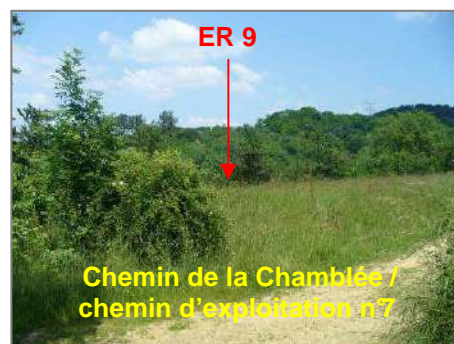 ER 9
Chemin de la Chamblée /
chemin d'exploitation n°7